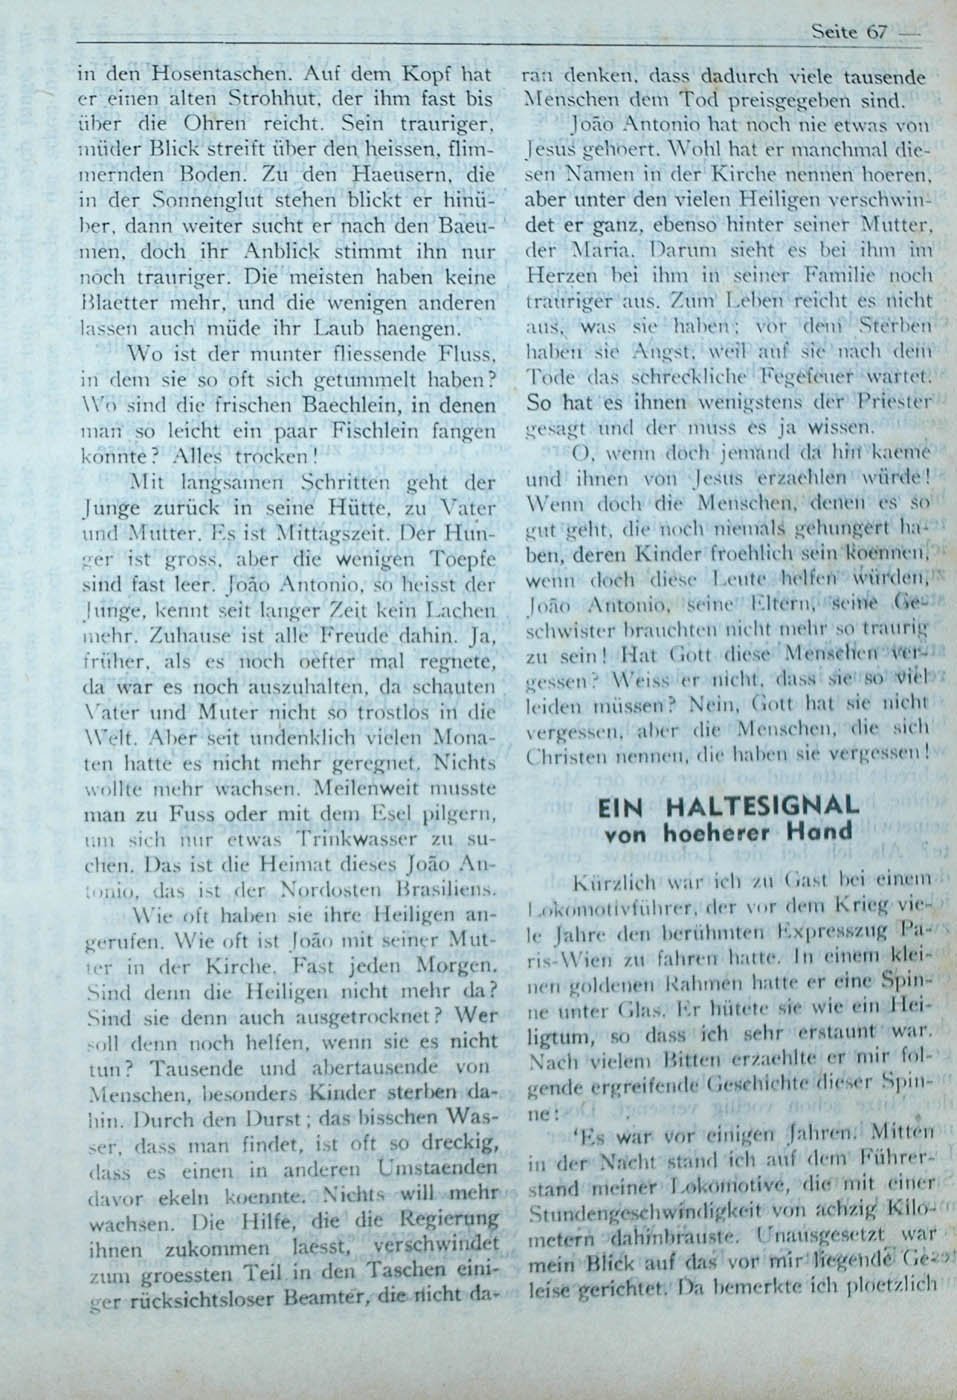 Seite 67 —
in den Hosentaschen. Auf dem Kopf hat
er einen alten Strohhut, der ihm fast bis
über die Ohren reicht. Sein trauriger,
müder Blick streift über den heissen, flim-
mernden Boden. Zu den Haeusern, die
in der Sonnenglut stehen blickt er hinü-
ber, dann weiter sucht er nach den Baeu-
men, doch ihr Anblick stimmt ihn nur
noch trauriger. Die meisten haben keine
Blaetter mehr, und die wenigen anderen
lassen auch müde ihr Laub haengen.
Wo ist der munter fliessende Fluss,
in dem sie so oft sich getummelt haben?
Wo sind die frischen Baechlein, in denen
man so leicht ein paar Fischlein fangen
konnte? Alles trocken!
Mit langsamen Schritten geht der
Junge zurück in seine Hütte, zu Vater
und Mutter. Es ist Mittagszeit. Der Hun-
ger ist gross, aber die wenigen Toepfe
sind fast leer. João Antonio, so heisst der
Junge, kennt seit langer Zeit kein Lachen
mehr. Zuhause ist alle Freude dahin. Ja,
früher, als es noch oefter mal regnete,
da war es noch auszuhalten, da schauten
Vater und Muter nicht so trostlos in die
Welt. Aber seit undenklich vielen Mona-
ten hatte es nicht mehr geregnet. Nichts
wollte mehr wachsen. Meilenweit musste
man zu Fuss oder mit dem Esel pilgern,
um sich nur etwas Trinkwasser zu su-
chen. Das ist die Heimat dieses João An-
tonio, das ist der Nordosten Brasiliens.
Wie oft haben sie ihre Heiligen an-
gerufen. Wie oft ist João mit seiner Mut-
ter in der Kirche. Fast jeden Morgen.
Sind denn die Heiligen nicht mehr da?
Sind sie denn auch ausgetrocknet? Wer
soll denn noch helfen, wenn sie es nicht
tun? Tausende und abertausende von
Menschen, besonders Kinder sterben da-
hin. Durch den Durst; das bisschen Was-
ser, dass man findet, ist oft so dreckig,
dass es einen in anderen Umstaenden
davor ekeln koennte. Nichts will mehr
wachsen. Die Hilfe, die die Regierung
ihnen zukommen laesst, verschwindet
zum groessten Teil in den Taschen eini-
ger rücksichtsloser Beamter, die nicht da-
ran denken, dass dadurch viele tausende
Menschen dem Tod preisgegeben sind.
João Antonio hat noch nie etwas von
Jesus gehoert. Wohl hat er manchmal die-
sen Namen in der Kirche nennen hoeren,
aber unter den vielen Heiligen verschwin-
det er ganz, ebenso hinter seiner Mutter,
der Maria. Darum sieht es bei ihm im
Herzen bei ihm in seiner Familie noch
trauriger aus. Zum Leben reicht es nicht
aus, was sie haben; vor dem Sterben
haben sie Angst, weil auf sie nach dem
Tode das schreckliche Fegefeuer wartet.
So hat es ihnen wenigstens der Priester
gesagt und der muss es ja wissen.
O, wenn doch jemand da hin kaeme
und ihnen von Jesus erzaehlen würde!
Wenn doch die Menschen, denen es so
gut geht, die noch niemals gehungert ha-
ben, deren Kinder froehlich sein koennen,
wenn doch diese Leute helfen würden,
João Antonio, seine Eltern, seine Ge-
schwister brauchten nicht mehr so traurig
zu sein! Hat Gott diese Menschen ver-
gessen? Weiss er nicht, dass sie so viel
leiden müssen? Nein, Gott hat sie nicht
vergessen, aber die Menschen, die sich
Christen nennen, die haben sie vergessen!
EIN HALTESIGNAL
von hoeherer Hand
Kürzlich war ich zu Gast bei einem
Lokomotivführer, der vor dem Krieg vie-
le Jahre den berühmten Expresszug Pa-
ris-Wien zu fahren hatte. In einem klei-
nen goldenen Rahmen hatte er eine Spin-
ne unter Glas. Er hütete sie wie ein Hei-
ligtum, so dass ich sehr erstaunt war.
Nach vielem Bitten erzaehlte er mir fol-
gende ergreifende Geschichte dieser Spin-
ne:
'Es war vor einigen Jahren. Mitten
in der Nacht stand ich auf dem Führer-
stand meiner Lokomotive, die mit einer
Stundengeschwindigkeit von achzig Kilo-
metern dahinbrauste. Unausgesetzt war
mein Blick auf das vor mir liegende Ge-
leise gerichtet. Da bemerkte ich ploetzlich